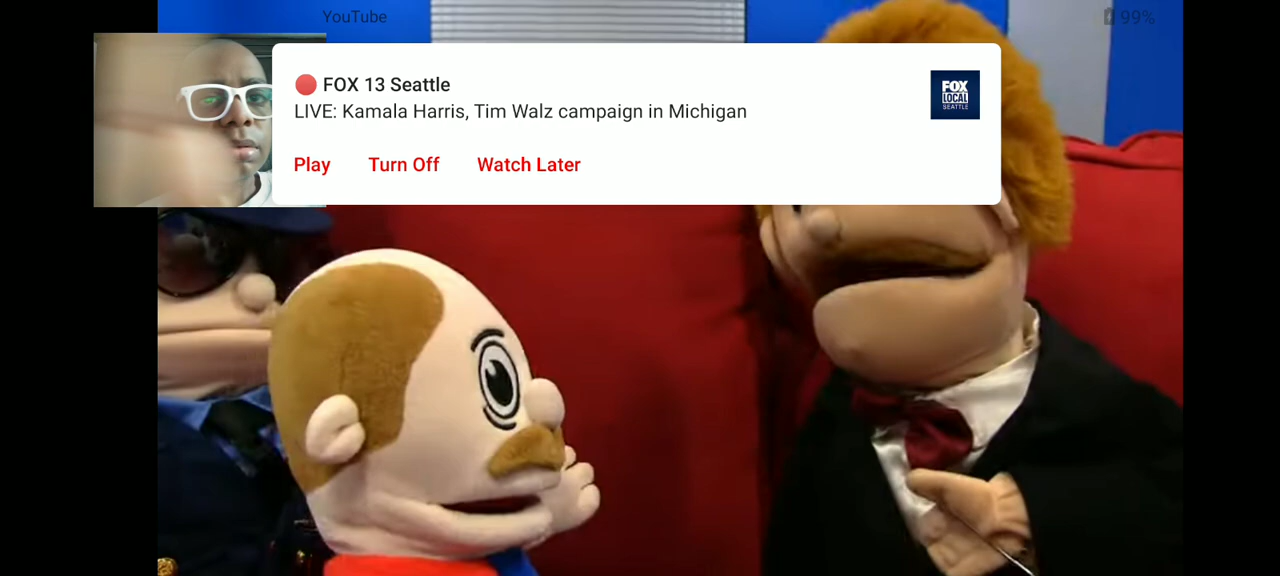 YouTube
99%
FOX 13 Seattle
LIVE: Kamala Harris, Tim Walz campaign in Michigan
FOX
LOCAL
SEATTLE
Play
Turn Off
Watch Later